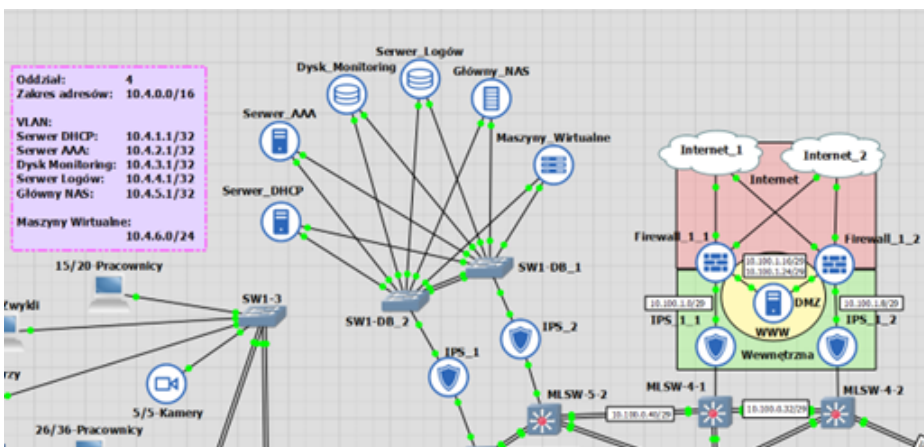 Oddział: 4
Zakres adresów: 10.4.0.0/16
VLAN:
Serwer DHCP: 10.4.1.1/32
Serwer AAA: 10.4.2.1/32
Dysk Monitoring: 10.4.3.1/32
Serwer Logów: 10.4.4.1/32
Główny NAS: 10.4.5.1/32
Maszyny Wirtualne:
10.4.6.0/24
Serwer_Logów
Dysk_Monitoring
Główny_NAS
Serwer_AAA
Maszyny_Wirtualne
Serwer_DHCP
Internet_1
Internet_2
Internet
Firewall_1_1
Firewall_1_2
10.100.1.16/29
10.100.1.24/29
10.100.1.0/29
10.100.1.8/29
DMZ
WWW
IPS_1_1
IPS_1_2
Wewnętrzna
15/20-Pracownicy
SW1-3
SW1-DB_1
SW1-DB_2
IPS_2
IPS_1
5/5-Kamery
26/36-Pracownicy
MLSW-5-2
MLSW-4-1
MLSW-4-2
10.100.0.40/29
10.100.0.32/29